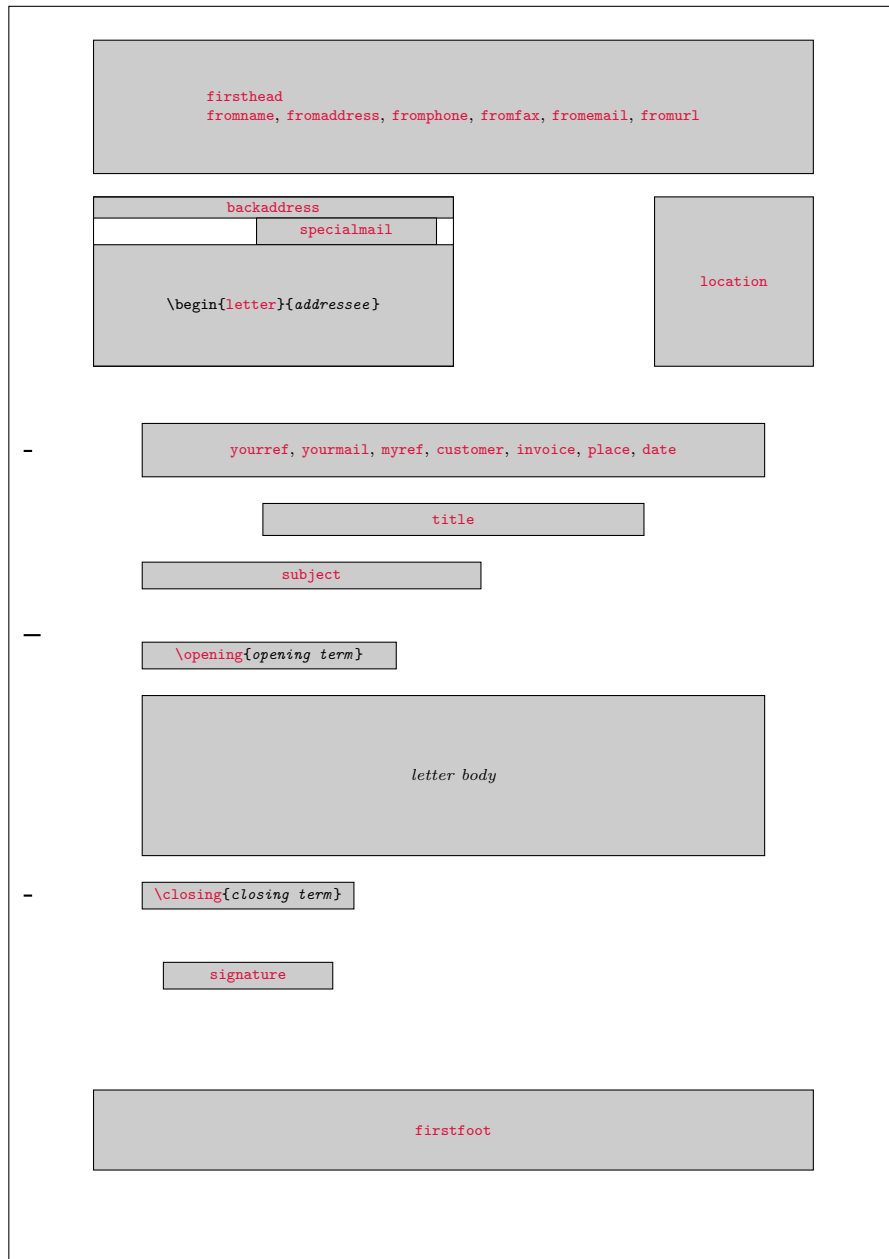 firsthead
fromname, fromaddress, fromphone, fromfax, fromemail, fromurl
backaddress
specialmail
\begin{letter}{addressee}
location
yourref, yourmail, myref, customer, invoice, place, date
title
subject
\opening{opening term}
letter body
\closing{closing term}
signature
firstfoot